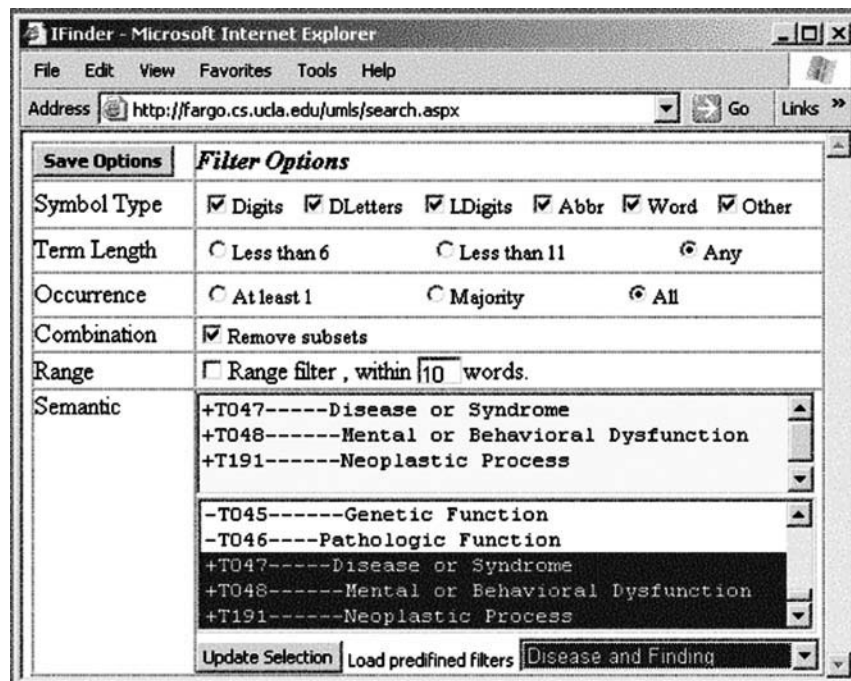 IFinder - Microsoft Internet Explorer
File Edit View Favorites Tools Help
Address http://fargo.cs.ucla.edu/umls/search.aspx Go Links »
Save Options Filter Options
Symbol Type Digits DLetters LDigits Abbr Word Other
Term Length Less than 6 Less than 11 Any
Occurrence At least 1 Majority All
Combination Remove subsets
Range Range filter , within 10 words.
Semantic
+T047-----Disease or Syndrome
+T048------Mental or Behavioral Dysfunction
+T191------Neoplastic Process
-T045------Genetic Function
-T046----Pathologic Function
+T047-----Disease or Syndrome
+T048------Mental or Behavioral Dysfunction
+T191------Neoplastic Process
Update Selection Load predifined filters Disease and Finding